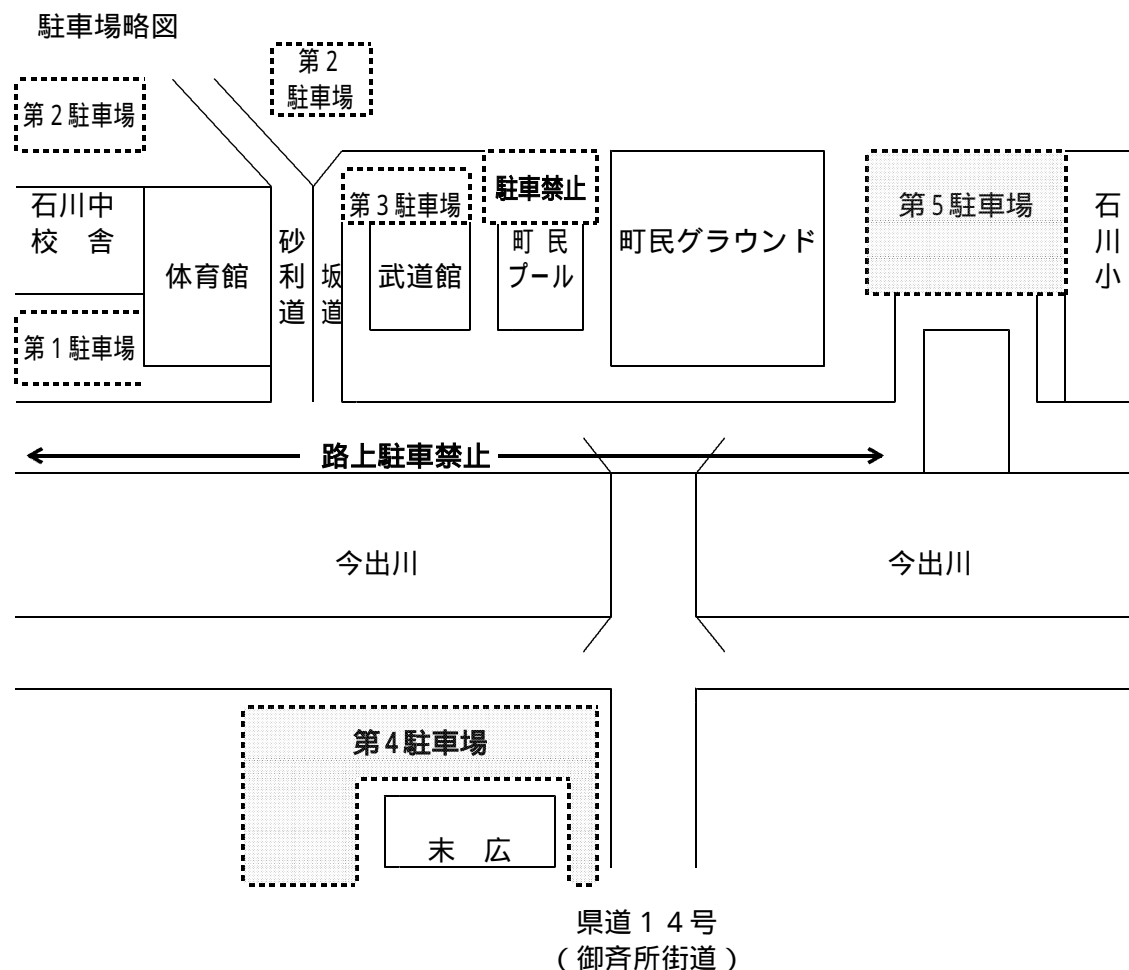 駐車場略図
第２
駐車場
第２駐車場
石川中
校　舎
体育館
砂利道
坂道
第３駐車場
武道館
駐車禁止
町　民
プール
町民グラウンド
第５駐車場
石川小
第１駐車場
路上駐車禁止
今出川
今出川
第４駐車場
末　広
県道１４号
（御斉所街道）